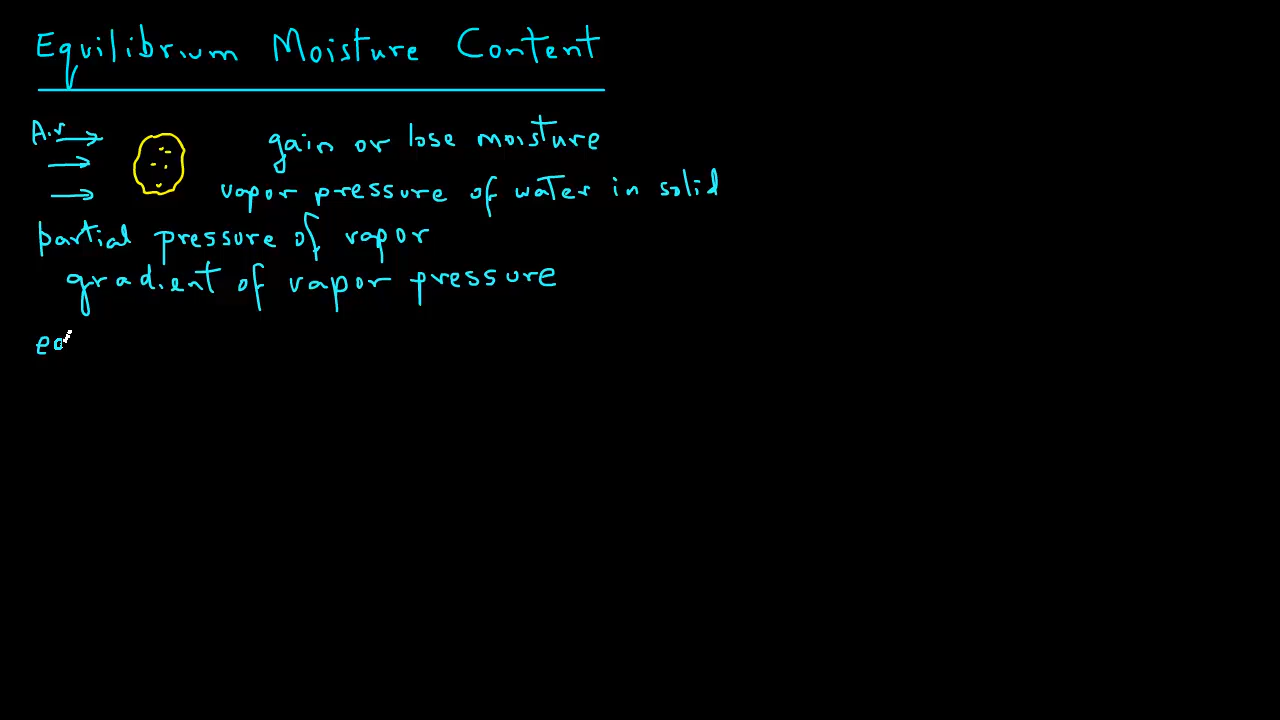 Equilibrium Moisture Content
Air
gain or lose moisture
vapor pressure of water in solid
partial pressure of vapor
gradient of vapor pressure